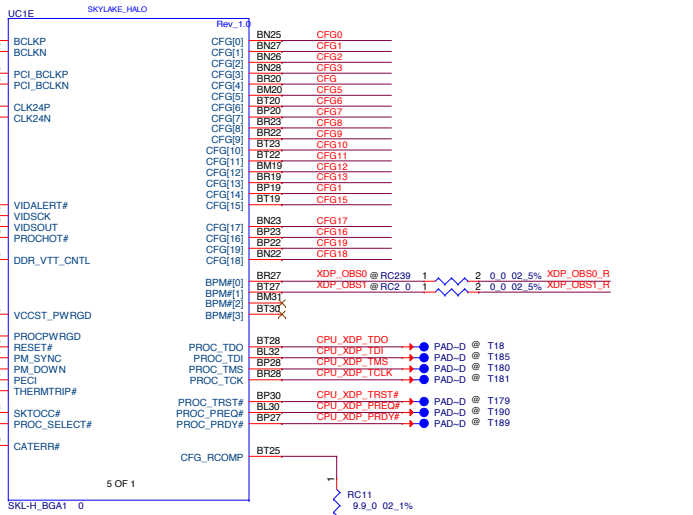 UC1E SKYLAKE_HALO
Rev_1.0
BCLKP CFG[0] BN25 CFG0
BCLKN CFG[1] BN27 CFG1
CFG[2] BN26 CFG2
PCI_BCLKP CFG[3] BN28 CFG3
PCI_BCLKN CFG[4] BR20 CFG
CFG[5] BM20 CFG5
CLK24P CFG[6] BT20 CFG6
CLK24N CFG[7] BP20 CFG7
CFG[8] BR23 CFG8
CFG[9] BR22 CFG9
CFG[10] BT23 CFG10
CFG[11] BT22 CFG11
CFG[12] BM19 CFG12
CFG[13] BR19 CFG13
CFG[14] BP19 CFG1
VIDALERT# CFG[15] BT19 CFG15
VIDSCK
VIDSOUT CFG[17] BN23 CFG17
PROCHOT# CFG[16] BP23 CFG16
CFG[19] BP22 CFG19
DDR_VTT_CNTL CFG[18] BN22 CFG18
BPM#[0] BR27 XDP_OBS0 @ RC239 1 2 0_0 02_5% XDP_OBS0_R
BPM#[1] BT27 XDP_OBS1 @ RC2 0 1 2 0_0 02_5% XDP_OBS1_R
BPM#[2] BM31
VCCST_PWRGD BPM#[3] BT30
PROCPWRGD
RESET# PROC_TDO BT28 CPU_XDP_TDO PAD~D @ T18
PM_SYNC PROC_TDI BL32 CPU_XDP_TDI PAD~D @ T185
PM_DOWN PROC_TMS BP28 CPU_XDP_TMS PAD~D @ T180
PECI PROC_TCK BR28 CPU_XDP_TCLK PAD~D @ T181
THERMTRIP#
PROC_TRST# BP30 CPU_XDP_TRST# PAD~D @ T179
SKTOCC# PROC_PREQ# BL30 CPU_XDP_PREQ# PAD~D @ T190
PROC_SELECT# PROC_PRDY# BP27 CPU_XDP_PRDY# PAD~D @ T189
CATERR#
CFG_RCOMP BT25
5 OF 1
1
RC11
SKL-H_BGA1 0 9.9_0 02_1%